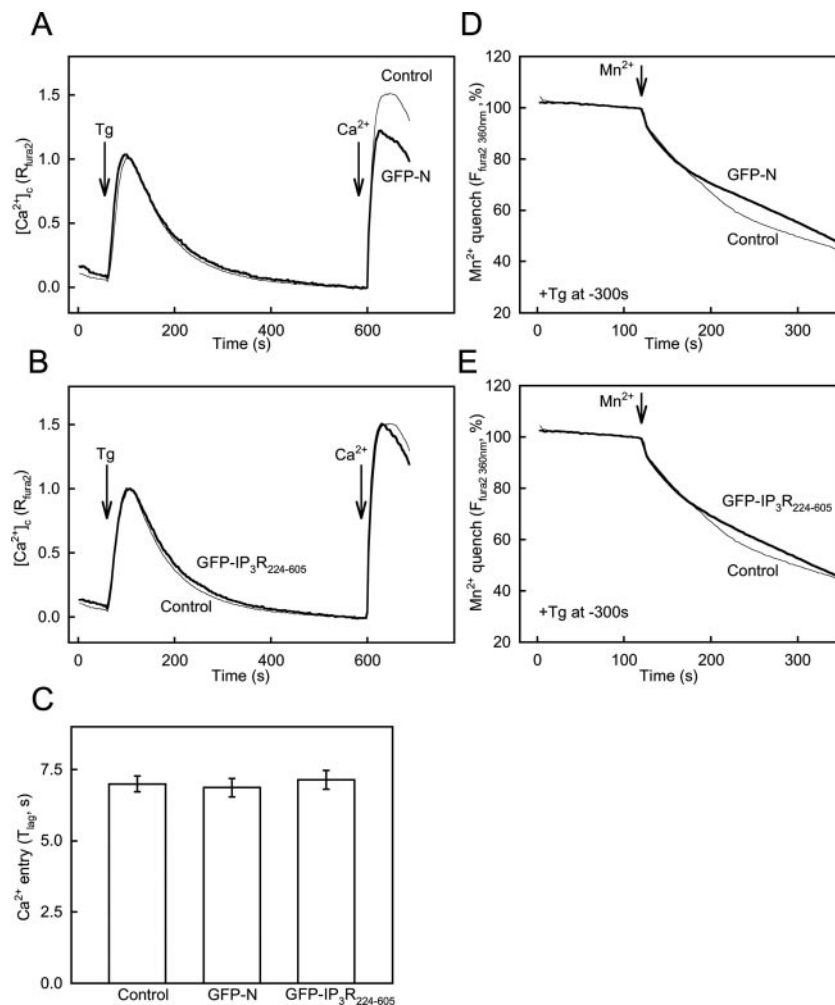 A
[Ca²⁺]c (Rfura2)
1.5
1.0
0.5
0.0
Tg
Ca²⁺
Control
GFP-N
0 200 400 600
Time (s)
B
[Ca²⁺]c (Rfura2)
1.5
1.0
0.5
0.0
Tg
Ca²⁺
GFP-IP₃R₂₂₄₋₆₀₅
Control
0 200 400 600
Time (s)
C
Ca²⁺ entry (Tlag, s)
7.5
5.0
2.5
0.0
Control GFP-N GFP-IP₃R₂₂₄₋₆₀₅
D
Mn²⁺ quench (Ffura2 360nm, %)
120
100
80
60
40
20
Mn²⁺
GFP-N
Control
+Tg at -300s
0 100 200 300
Time (s)
E
Mn²⁺ quench (Ffura2 360nm, %)
120
100
80
60
40
20
Mn²⁺
GFP-IP₃R₂₂₄₋₆₀₅
Control
+Tg at -300s
0 100 200 300
Time (s)